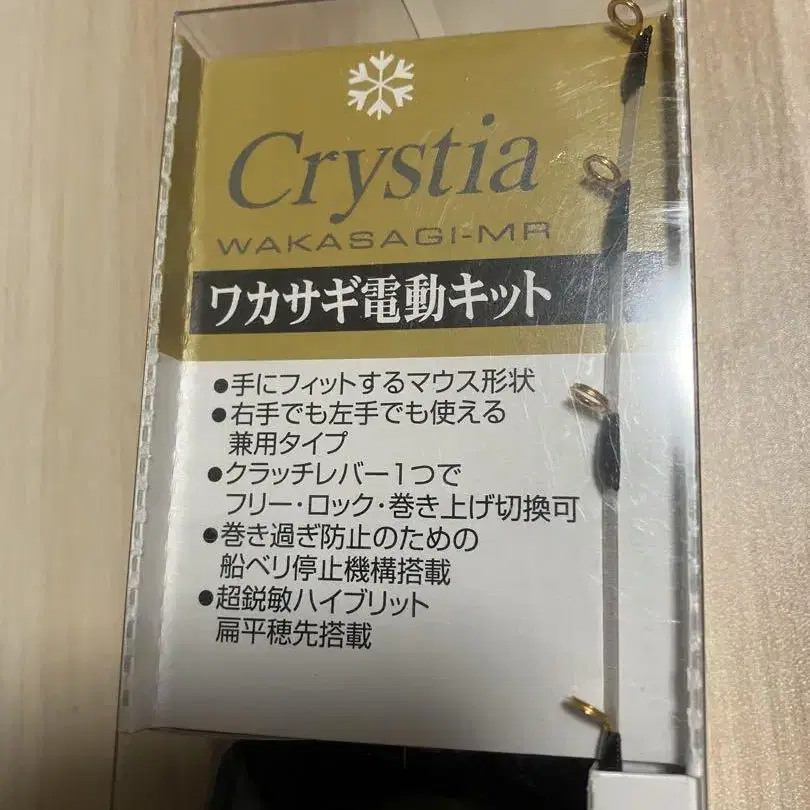 Crystia
WAKASAGI-MR
ワカサギ電動キット
●手にフィットするマウス形状
●右手でも左手でも使える
兼用タイプ
●クラッチレバー1つで
フリー・ロック・巻き上げ切換可
●巻き過ぎ防止のための
船ベリ停止機構搭載
●超鋭敏ハイブリット
扁平穂先搭載